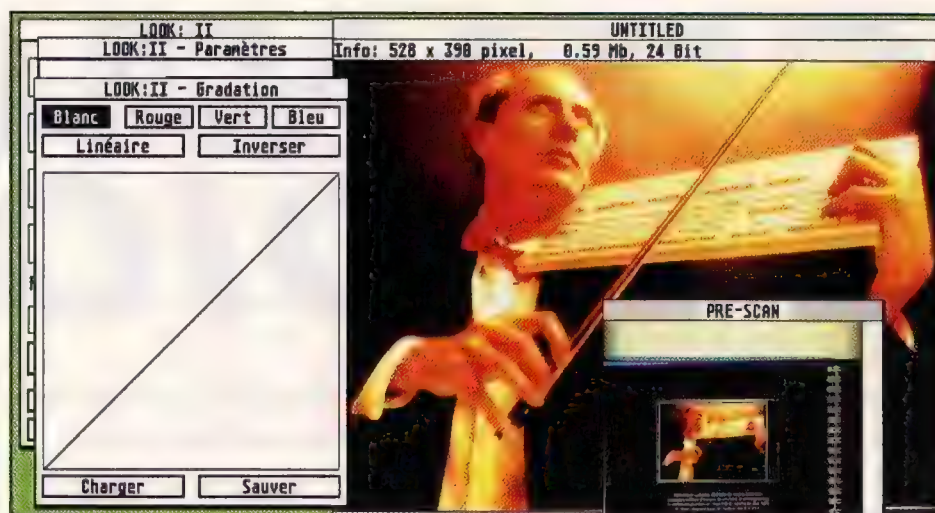 LOOK: II
UNTITLED
LOOK:II - Paramètres
Info: 528 x 398 pixel, 0.59 Mb, 24 Bit
LOOK:II - Gradation
Blanc Rouge Vert Bleu
Linéaire Inverser
PRE-SCAN
Charger Sauver